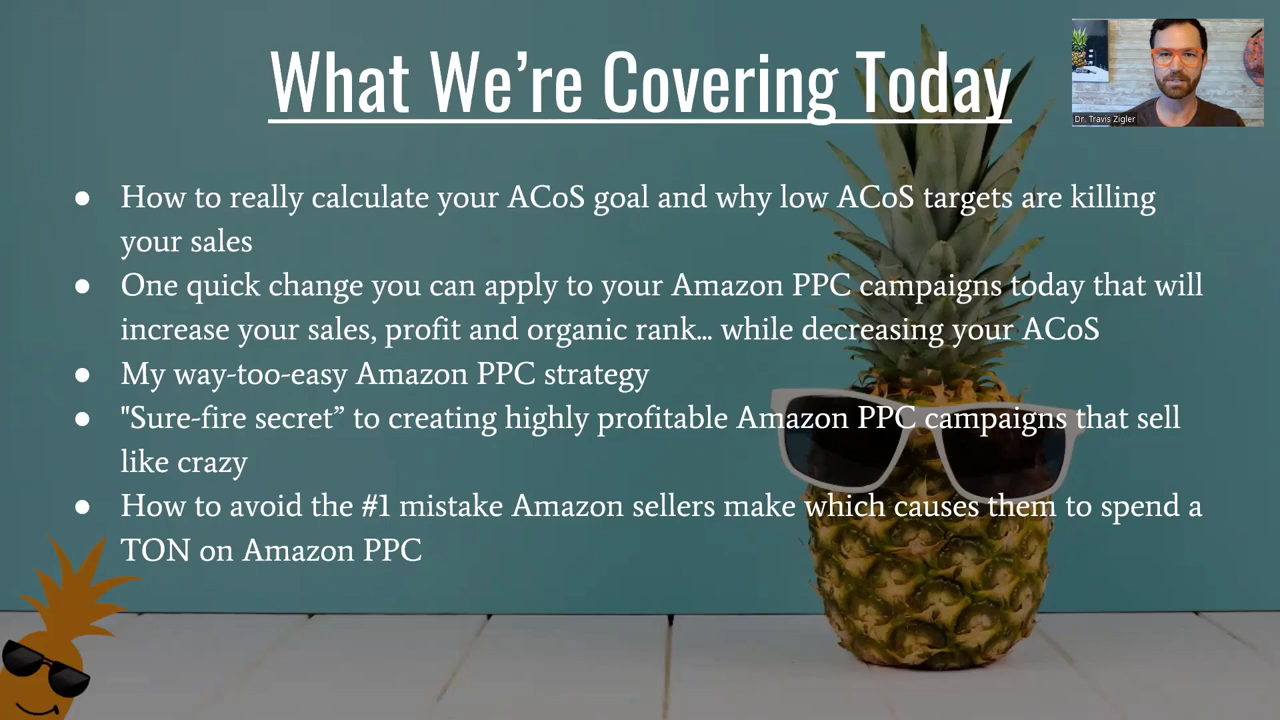 What We’re Covering Today
Dr. Travis Zigler
● How to really calculate your ACoS goal and why low ACoS targets are killing
your sales
● One quick change you can apply to your Amazon PPC campaigns today that will
increase your sales, profit and organic rank... while decreasing your ACoS
● My way-too-easy Amazon PPC strategy
● "Sure-fire secret” to creating highly profitable Amazon PPC campaigns that sell
like crazy
● How to avoid the #1 mistake Amazon sellers make which causes them to spend a
TON on Amazon PPC